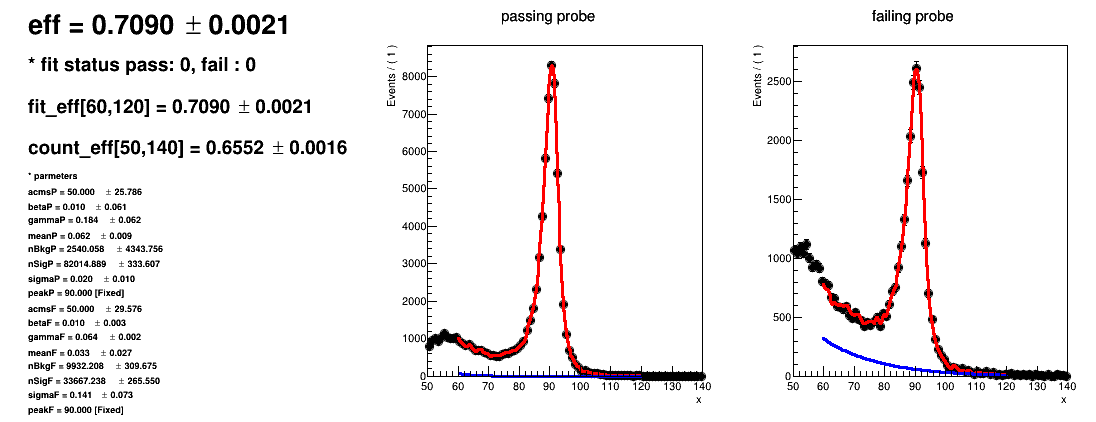 eff = 0.7090 ± 0.0021
* fit status pass: 0, fail : 0
fit_eff[60,120] = 0.7090 ± 0.0021
count_eff[50,140] = 0.6552 ± 0.0016
* parmeters
acmsP = 50.000 ± 25.786
betaP = 0.010 ± 0.061
gammaP = 0.184 ± 0.062
meanP = 0.062 ± 0.009
nBkgP = 2540.058 ± 4343.756
nSigP = 82014.889 ± 333.607
sigmaP = 0.020 ± 0.010
peakP = 90.000 [Fixed]
acmsF = 50.000 ± 29.576
betaF = 0.010 ± 0.003
gammaF = 0.064 ± 0.002
meanF = 0.033 ± 0.027
nBkgF = 9932.208 ± 309.675
nSigF = 33667.238 ± 265.550
sigmaF = 0.141 ± 0.073
peakF = 90.000 [Fixed]
passing probe
Events / ( 1 )
8000
7000
6000
5000
4000
3000
2000
1000
0
50 60 70 80 90 100 110 120 130 140
x
failing probe
Events / ( 1 )
2500
2000
1500
1000
500
0
50 60 70 80 90 100 110 120 130 140
x